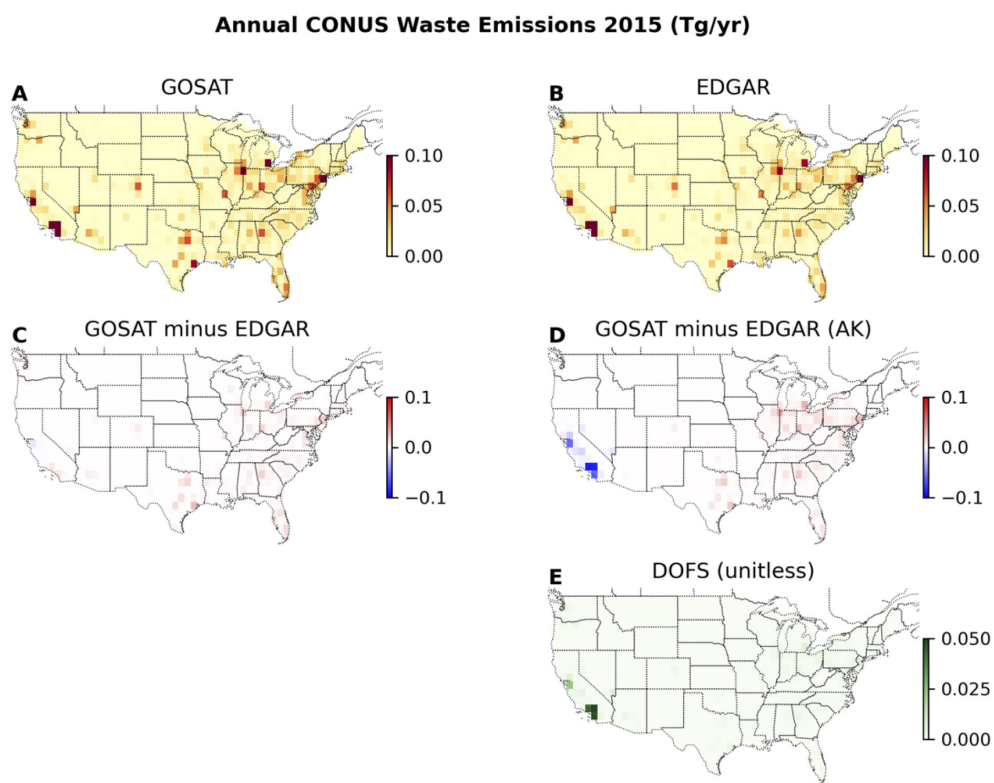 Annual CONUS Waste Emissions 2015 (Tg/yr)
A GOSAT
B EDGAR
0.10
0.05
0.00
0.10
0.05
0.00
C GOSAT minus EDGAR
D GOSAT minus EDGAR (AK)
0.1
0.0
−0.1
0.1
0.0
−0.1
E DOFS (unitless)
0.050
0.025
0.000